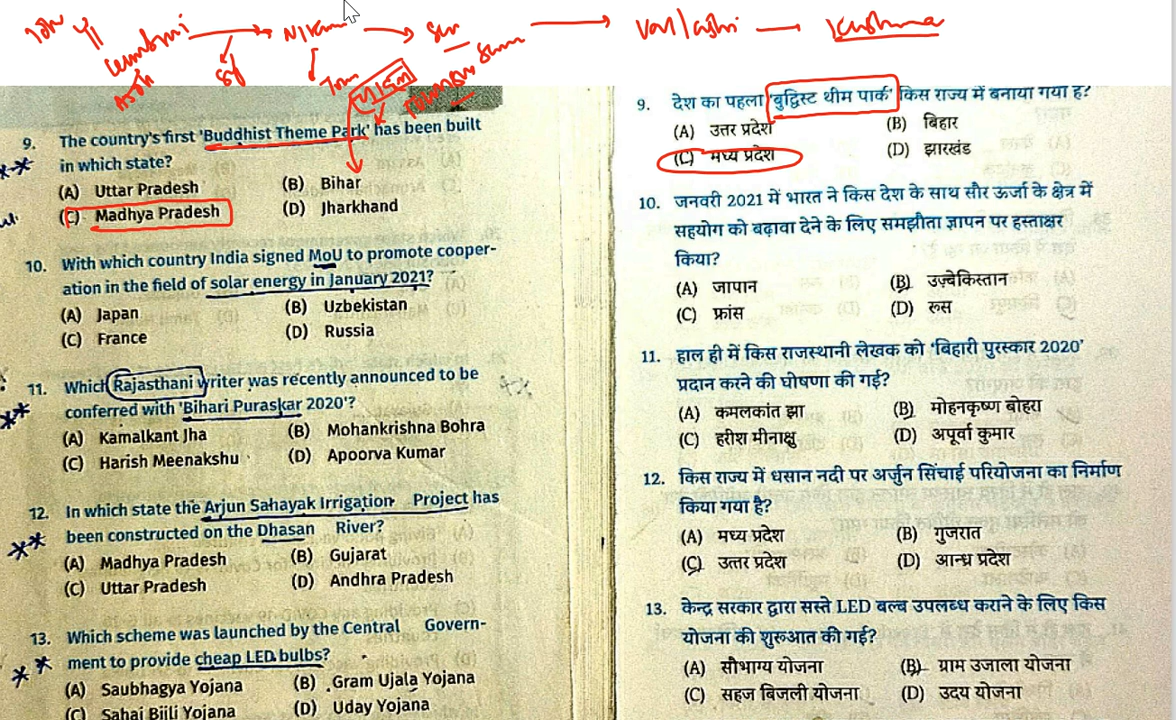 9. The country's first 'Buddhist Theme Park' has been built
in which state?
(A) Uttar Pradesh (B) Bihar
(C) Madhya Pradesh (D) Jharkhand
10. With which country India signed MoU to promote cooper-
ation in the field of solar energy in January 2021?
(A) Japan (B) Uzbekistan
(C) France (D) Russia
11. Which Rajasthani writer was recently announced to be
conferred with 'Bihari Puraskar 2020'?
(A) Kamalkant Jha (B) Mohankrishna Bohra
(C) Harish Meenakshu (D) Apoorva Kumar
12. In which state the Arjun Sahayak Irrigation Project has
been constructed on the Dhasan River?
(A) Madhya Pradesh (B) Gujarat
(C) Uttar Pradesh (D) Andhra Pradesh
13. Which scheme was launched by the Central Govern-
ment to provide cheap LED bulbs?
(A) Saubhagya Yojana (B) Gram Ujala Yojana
(C) Sahaj Bijli Yojana (D) Uday Yojana
9. देश का पहला 'बुद्धिस्ट थीम पार्क' किस राज्य में बनाया गया है?
(A) उत्तर प्रदेश (B) बिहार
(C) मध्य प्रदेश (D) झारखंड
10. जनवरी 2021 में भारत ने किस देश के साथ सौर ऊर्जा के क्षेत्र में
सहयोग को बढ़ावा देने के लिए समझौता ज्ञापन पर हस्ताक्षर
किया?
(A) जापान (B) उज़्बेकिस्तान
(C) फ्रांस (D) रूस
11. हाल ही में किस राजस्थानी लेखक को 'बिहारी पुरस्कार 2020'
प्रदान करने की घोषणा की गई?
(A) कमलकांत झा (B) मोहनकृष्ण बोहरा
(C) हरीश मीनाक्षु (D) अपूर्वा कुमार
12. किस राज्य में धसान नदी पर अर्जुन सिंचाई परियोजना का निर्माण
किया गया है?
(A) मध्य प्रदेश (B) गुजरात
(C) उत्तर प्रदेश (D) आन्ध्र प्रदेश
13. केन्द्र सरकार द्वारा सस्ते LED बल्ब उपलब्ध कराने के लिए किस
योजना की शुरूआत की गई?
(A) सौभाग्य योजना (B) ग्राम उजाला योजना
(C) सहज बिजली योजना (D) उदय योजना